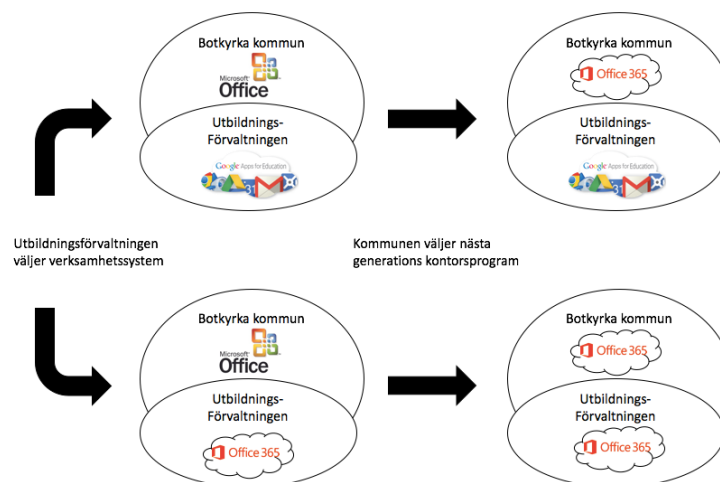 Botkyrka kommun
Microsoft
Office
Utbildnings-
Förvaltningen
Google Apps for Education
31
Botkyrka kommun
Office 365
Utbildnings-
Förvaltningen
Google Apps for Education
31
Utbildningsförvaltningen
väljer verksamhetssystem
Kommunen väljer nästa
generations kontorsprogram
Botkyrka kommun
Microsoft
Office
Utbildnings-
Förvaltningen
Office 365
Botkyrka kommun
Office 365
Utbildnings-
Förvaltningen
Office 365